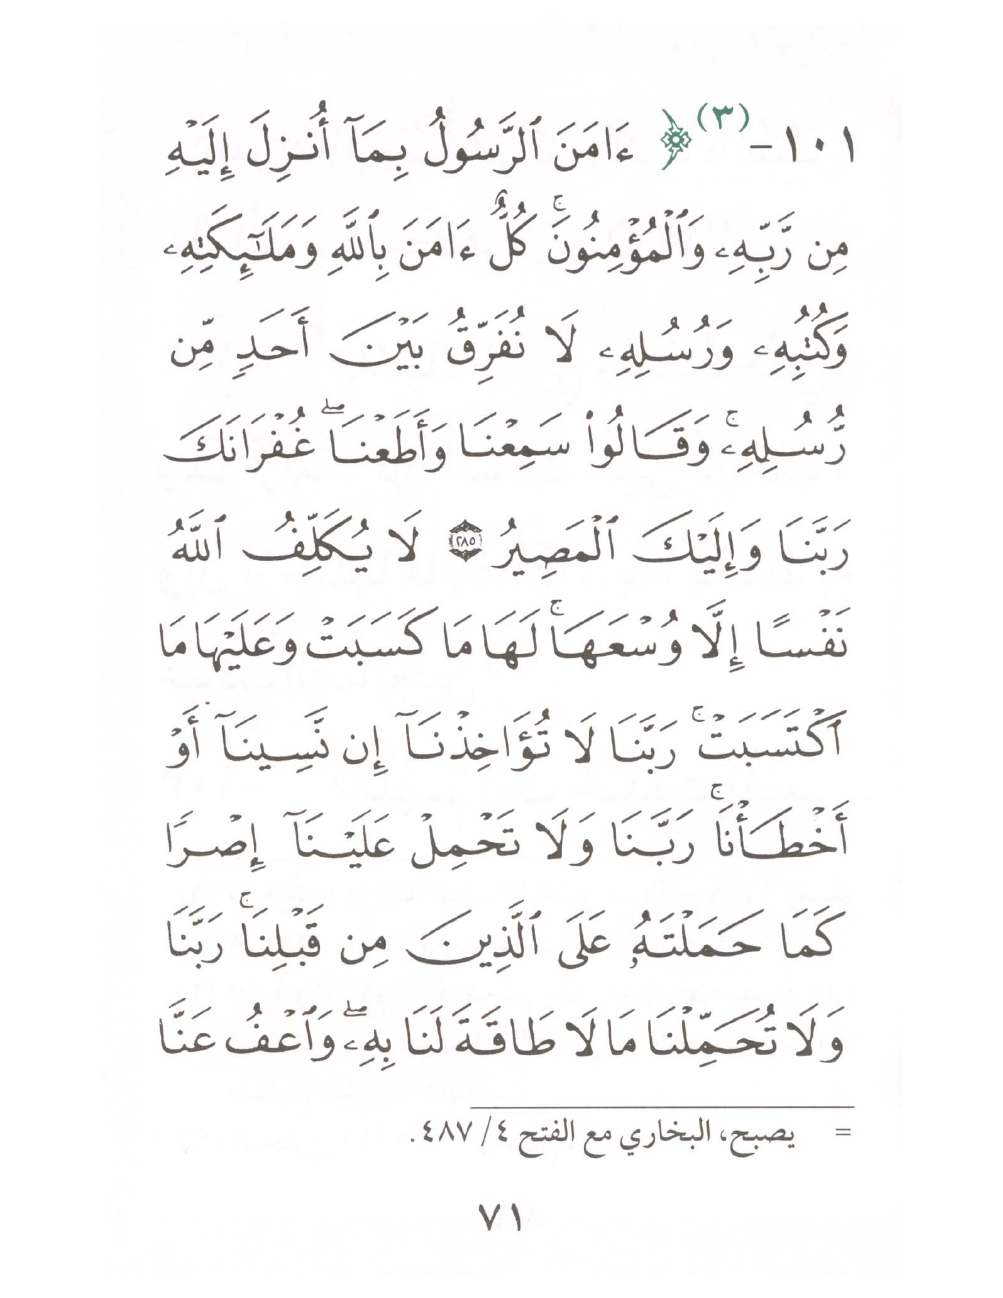 ١٠١-(٣) ﴿ ءَامَنَ ٱلرَّسُولُ بِمَآ أُنزِلَ إِلَيْهِ
مِن رَّبِّهِۦ وَٱلْمُؤْمِنُونَۚ كُلٌّ ءَامَنَ بِٱللَّهِ وَمَلَٰٓئِكَتِهِۦ
وَكُتُبِهِۦ وَرُسُلِهِۦ لَا نُفَرِّقُ بَيْنَ أَحَدٍ مِّن
رُّسُلِهِۦۚ وَقَالُوا۟ سَمِعْنَا وَأَطَعْنَاۖ غُفْرَانَكَ
رَبَّنَا وَإِلَيْكَ ٱلْمَصِيرُ ٢٨٥ لَا يُكَلِّفُ ٱللَّهُ
نَفْسًا إِلَّا وُسْعَهَاۚ لَهَا مَا كَسَبَتْ وَعَلَيْهَا مَا
ٱكْتَسَبَتْۚ رَبَّنَا لَا تُؤَاخِذْنَآ إِن نَّسِينَآ أَوْ
أَخْطَأْنَاۚ رَبَّنَا وَلَا تَحْمِلْ عَلَيْنَآ إِصْرًا
كَمَا حَمَلْتَهُۥ عَلَى ٱلَّذِينَ مِن قَبْلِنَاۚ رَبَّنَا
وَلَا تُحَمِّلْنَا مَا لَا طَاقَةَ لَنَا بِهِۦۖ وَٱعْفُ عَنَّا
= يصبح، البخاري مع الفتح ٤/ ٤٨٧.
٧١